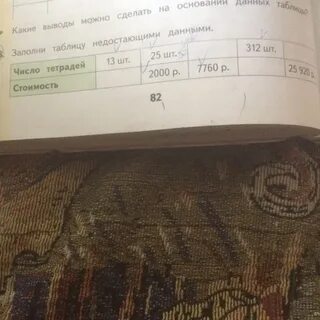 Какие выводы можно сделать на основании данных таблицы?
Заполни таблицу недостающими данными.
Число тетрадей 13 шт. 25 шт. 312 шт.
Стоимость 2000 р. 7760 р. 25 920 р.
82